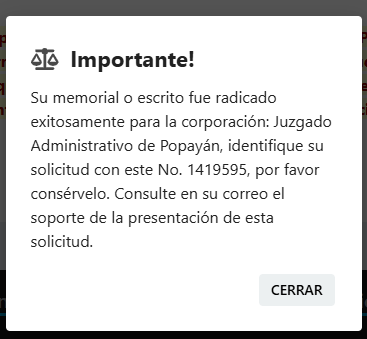 Importante!
Su memorial o escrito fue radicado
exitosamente para la corporación: Juzgado
Administrativo de Popayán, identifique su
solicitud con este No. 1419595, por favor
consérvelo. Consulte en su correo el
soporte de la presentación de esta
solicitud.
CERRAR